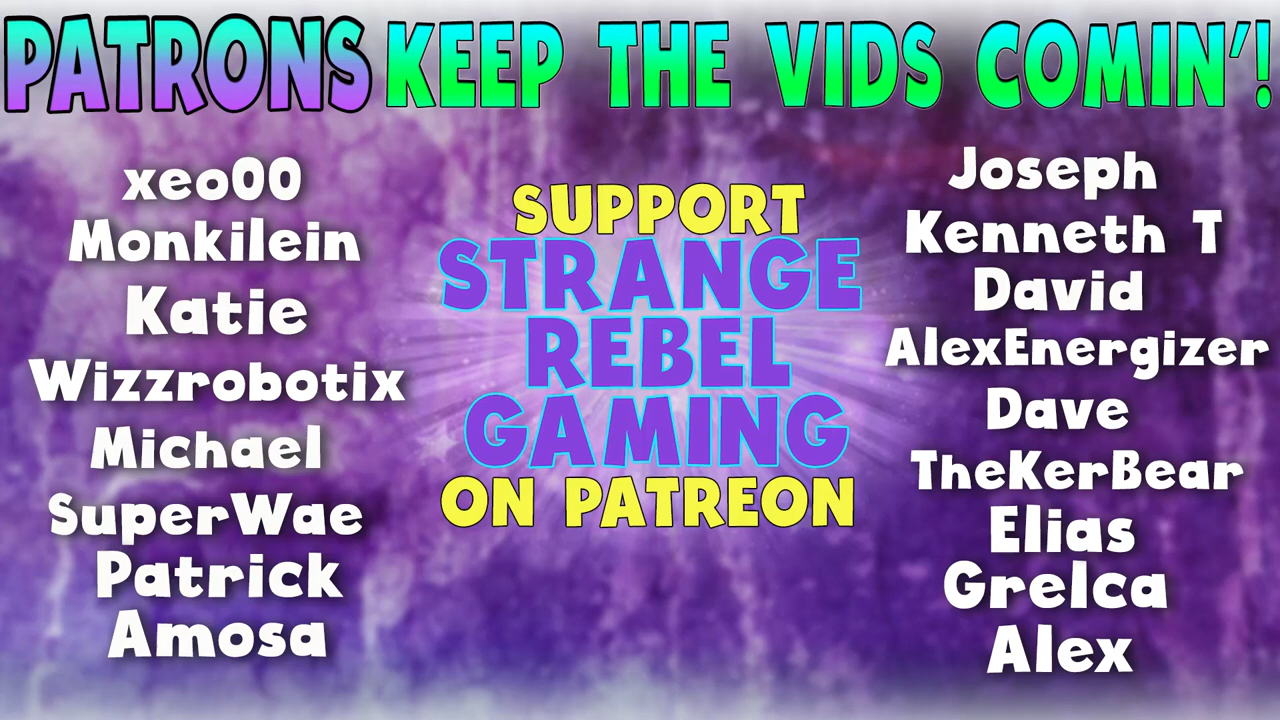 PATRONS KEEP THE VIDS COMIN'!
xeo00
Monkilein
Katie
Wizzrobotix
Michael
SuperWae
Patrick
Amosa
SUPPORT
STRANGE
REBEL
GAMING
ON PATREON
Joseph
Kenneth T
David
AlexEnergizer
Dave
TheKerBear
Elias
Grelca
Alex